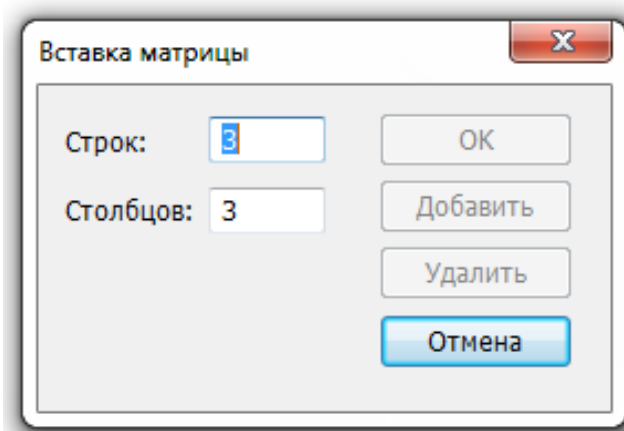 Вставка матрицы
Строк: 3 OK
Столбцов: 3 Добавить
Удалить
Отмена